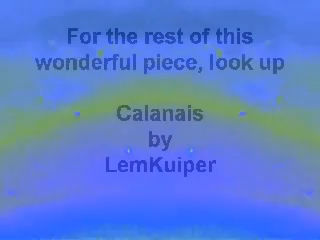 For the rest of this
wonderful piece, look up
Calanais
by
LemKuiper